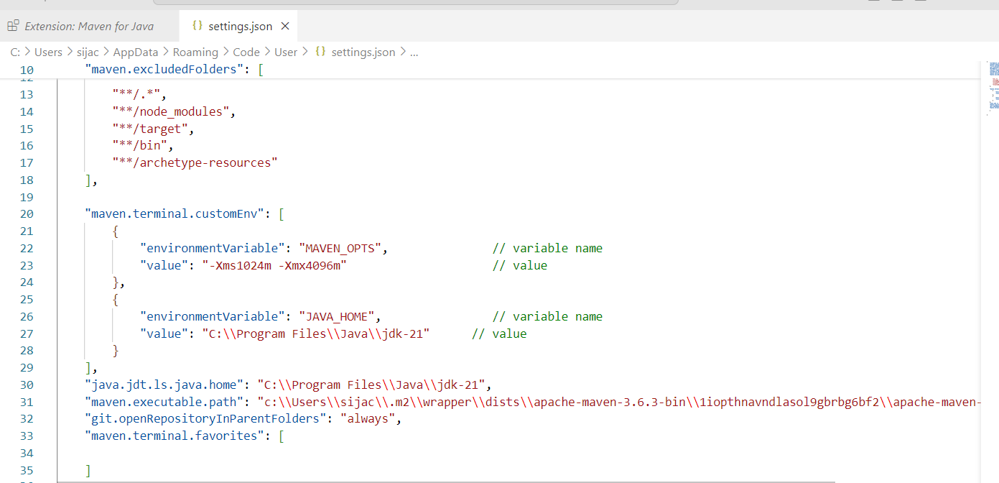 Extension: Maven for Java
{} settings.json ×
C: > Users > sijac > AppData > Roaming > Code > User > {} settings.json > ...
10 "maven.excludedFolders": [
12
13 "**/.*",
14 "**/node_modules",
15 "**/target",
16 "**/bin",
17 "**/archetype-resources"
18 ],
19
20 "maven.terminal.customEnv": [
21 {
22 "environmentVariable": "MAVEN_OPTS", // variable name
23 "value": "-Xms1024m -Xmx4096m" // value
24 },
25 {
26 "environmentVariable": "JAVA_HOME", // variable name
27 "value": "C:\\Program Files\\Java\\jdk-21" // value
28 }
29 ],
30 "java.jdt.ls.java.home": "C:\\Program Files\\Java\\jdk-21",
31 "maven.executable.path": "c:\\Users\\sijac\\.m2\\wrapper\\dists\\apache-maven-3.6.3-bin\\1iopthnavndlasol9gbrbg6bf2\\apache-maven-
32 "git.openRepositoryInParentFolders": "always",
33 "maven.terminal.favorites": [
34
35 ]